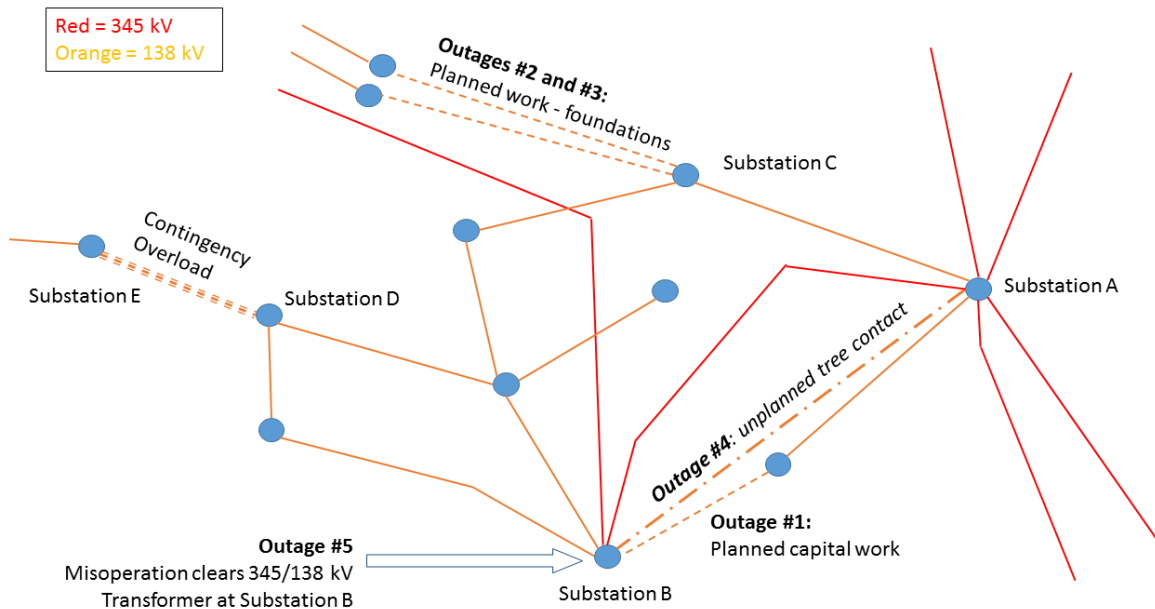 Red = 345 kV
Orange = 138 kV
Outages #2 and #3:
Planned work - foundations
Substation C
Contingency
Overload
Substation E
Substation D
Substation A
Outage #4: unplanned tree contact
Outage #1:
Planned capital work
Outage #5
Misoperation clears 345/138 kV
Transformer at Substation B
Substation B